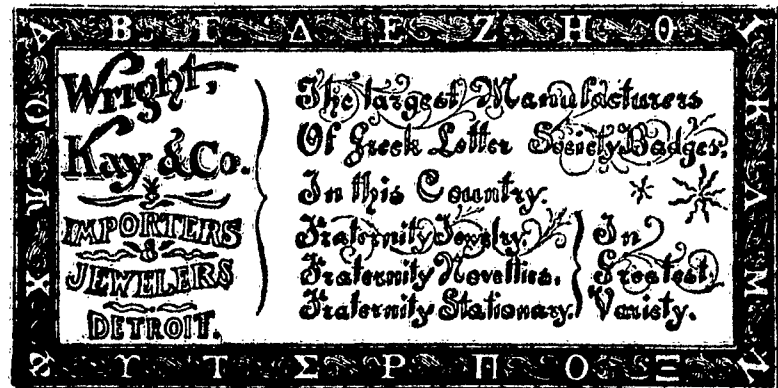 Α Β Γ Δ Ε Ζ Η Θ Ι
Κ
Λ
Μ
Ν
Ξ Ο Π Ρ Σ Τ Υ
Χ
Ψ
Ω
Wright,
Kay & Co.
IMPORTERS
&
JEWELERS
DETROIT.
The largest Manufacturers
Of Greek Letter Society Badges,
In this Country.
Fraternity Jewelry.
Fraternity Novelties.
Fraternity Stationary.
In
Greatest
Variety.